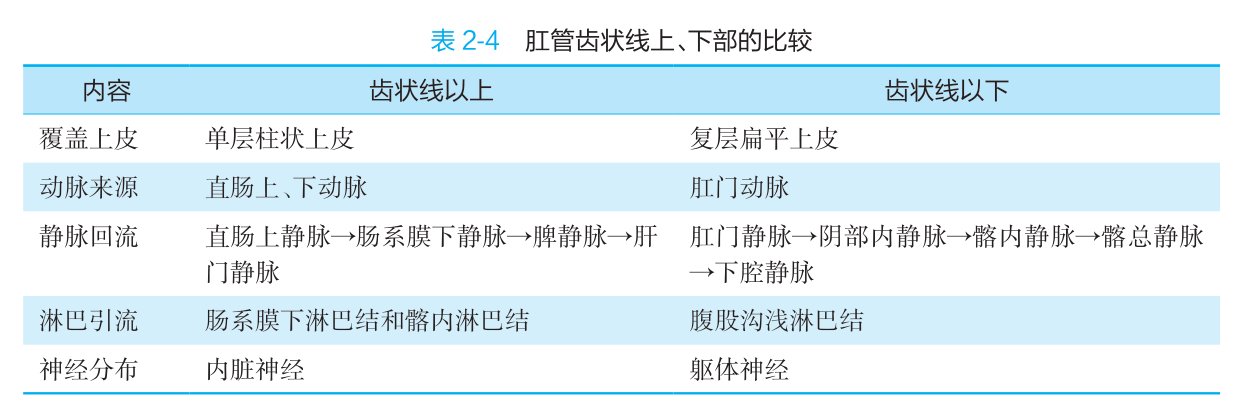 表 2-4 肛管齿状线上、下部的比较
内容 齿状线以上 齿状线以下
覆盖上皮 单层柱状上皮 复层扁平上皮
动脉来源 直肠上、下动脉 肛门动脉
静脉回流 直肠上静脉→肠系膜下静脉→脾静脉→肝 肛门静脉→阴部内静脉→髂内静脉→髂总静脉
门静脉 →下腔静脉
淋巴引流 肠系膜下淋巴结和髂内淋巴结 腹股沟浅淋巴结
神经分布 内脏神经 躯体神经